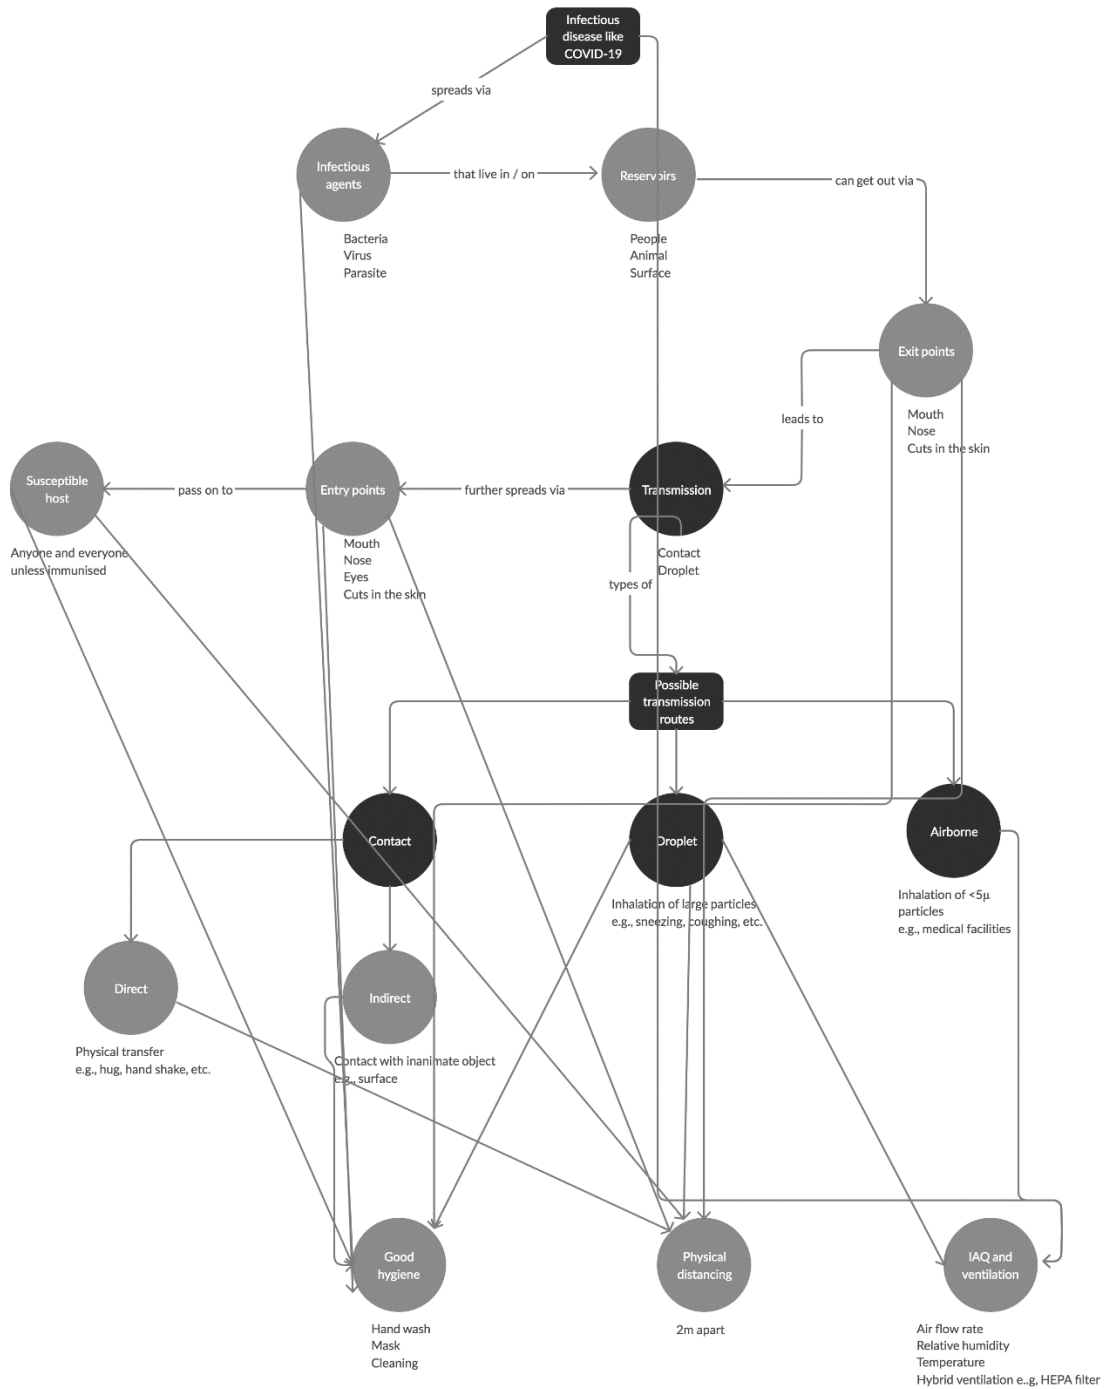 Infectious
disease like
COVID-19
spreads via
Infectious
agents
that live in / on
Reservoirs
can get out via
Bacteria
Virus
Parasite
People
Animal
Surface
Exit points
leads to
Mouth
Nose
Cuts in the skin
Susceptible
host
pass on to
Entry points
further spreads via
Transmission
Anyone and everyone
unless immunised
Mouth
Nose
Eyes
Cuts in the skin
Contact
Droplet
types of
Possible
transmission
routes
Contact
Droplet
Airborne
Inhalation of large particles
e.g., sneezing, coughing, etc.
Inhalation of <5µ
particles
e.g., medical facilities
Direct
Indirect
Physical transfer
e.g., hug, hand shake, etc.
Contact with inanimate object
e.g., surface
Good
hygiene
Physical
distancing
IAQ and
ventilation
Hand wash
Mask
Cleaning
2m apart
Air flow rate
Relative humidity
Temperature
Hybrid ventilation e..g, HEPA filter